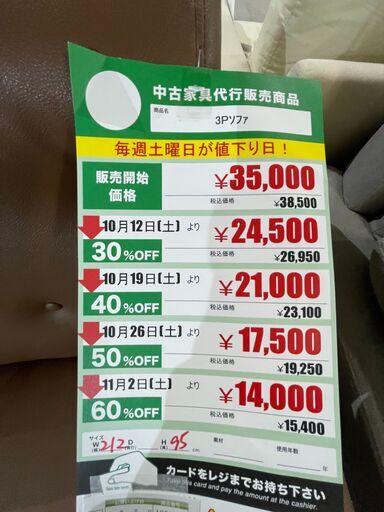 中古家具代行販売商品
商品名
3Pソファ
毎週土曜日が値下り日！
販売開始価格 ¥35,000
税込価格 ¥38,500
10月12日(土) より ¥24,500
30%OFF 税込価格 ¥26,950
10月19日(土) より ¥21,000
40%OFF 税込価格 ¥23,100
10月26日(土) より ¥17,500
50%OFF 税込価格 ¥19,250
11月2日(土) より ¥14,000
60%OFF 税込価格 ¥15,400
サイズ W(幅)212 D(奥行) H(高)95 cm 素材 使用年数 年
カードをレジまでお持ち下さい
Take this card and pay the amount at the cashier.